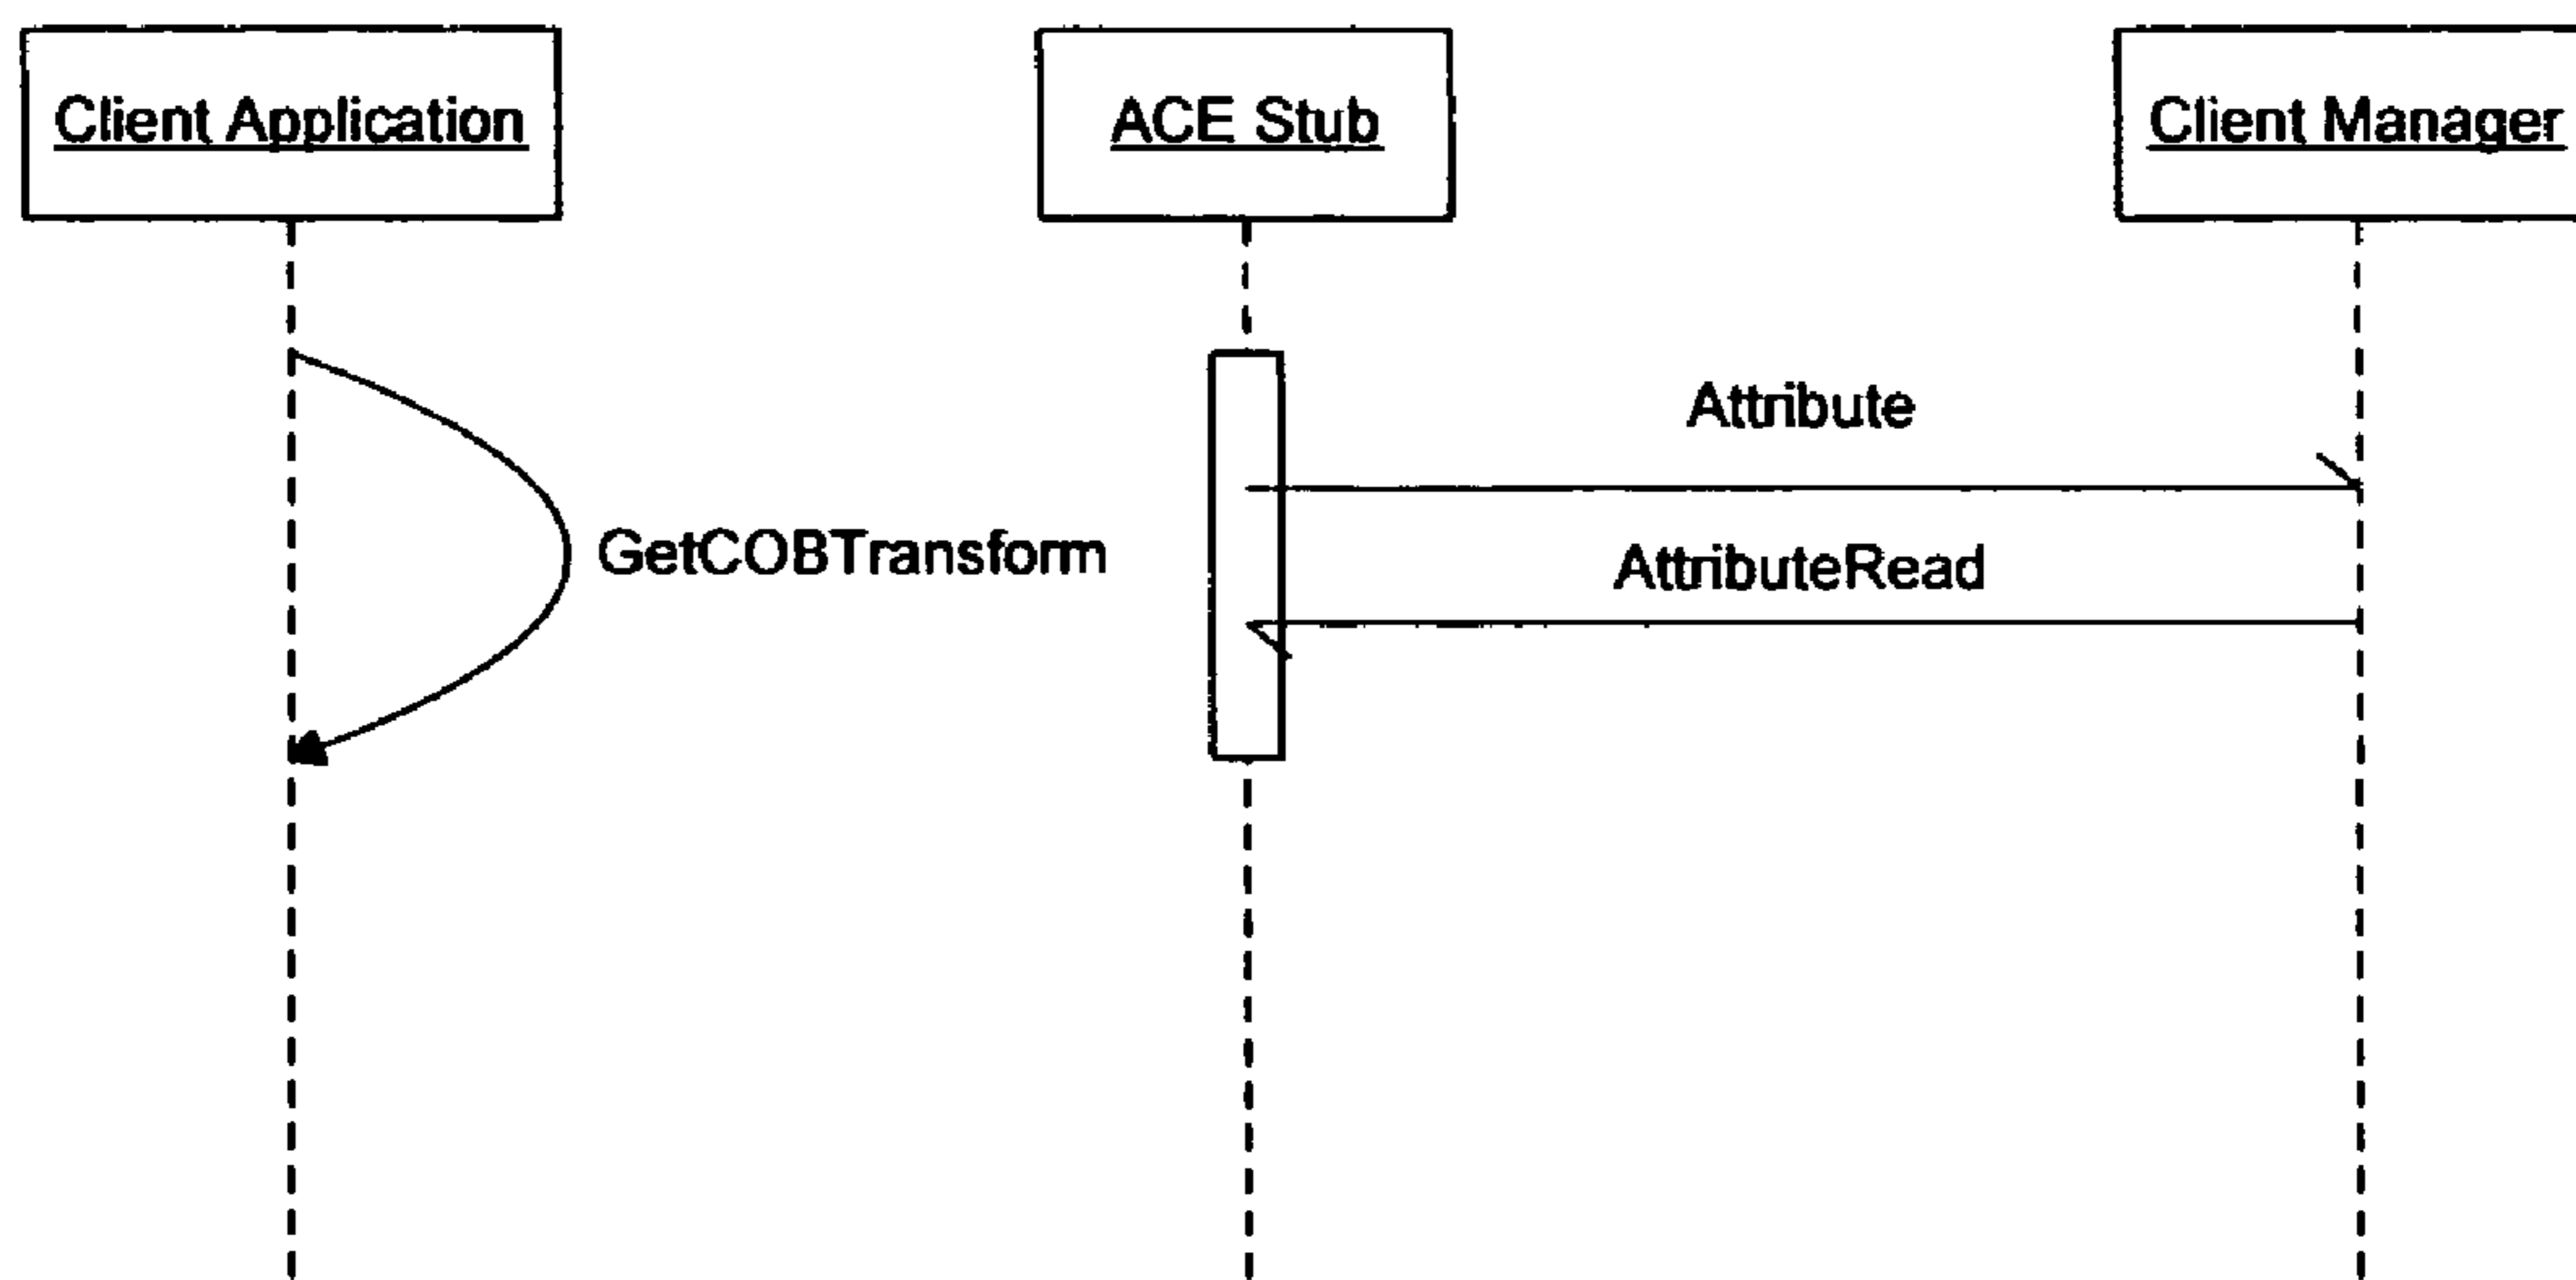 Client Application
ACE Stub
Client Manager
Attribute
GetCOBTransform
AttributeRead